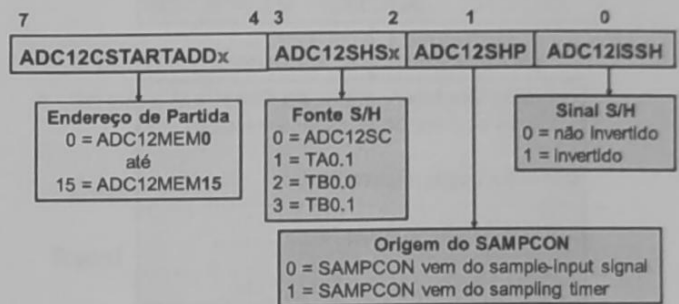 7 4 3 2 1 0
ADC12CSTARTADDx ADC12SHSx ADC12SHP ADC12ISSH
Endereço de Partida
0 = ADC12MEM0
até
15 = ADC12MEM15
Fonte S/H
0 = ADC12SC
1 = TA0.1
2 = TB0.0
3 = TB0.1
Sinal S/H
0 = não invertido
1 = invertido
Origem do SAMPCON
0 = SAMPCON vem do sample-input signal
1 = SAMPCON vem do sampling timer